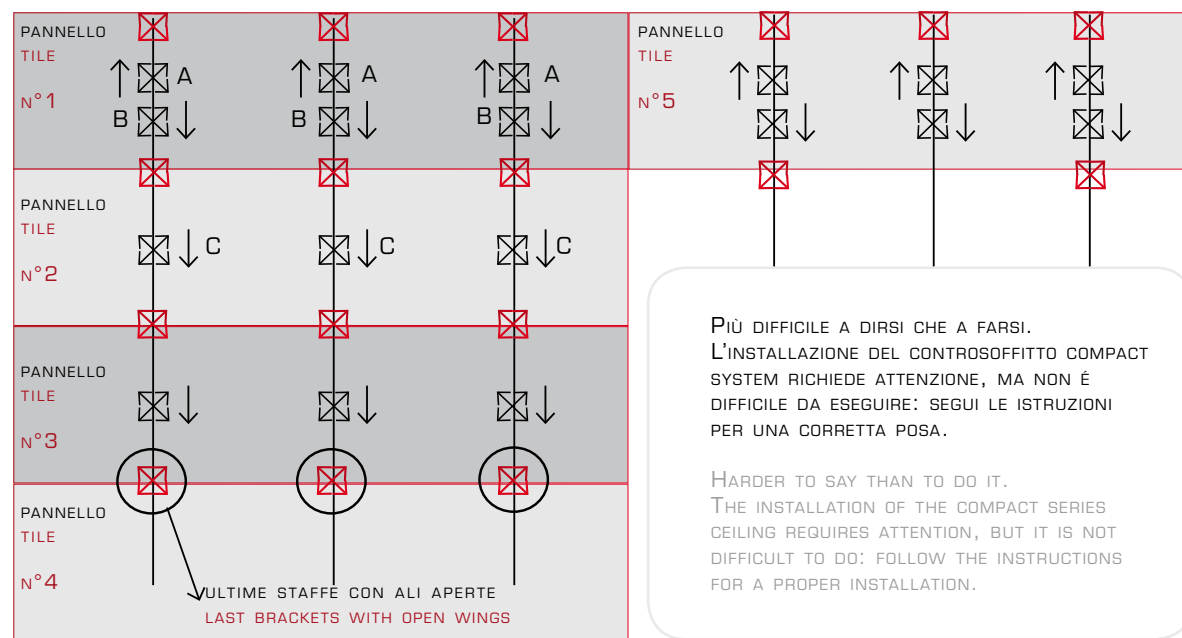 PANNELLO
TILE
N°1
A
A
A
B
B
B
PANNELLO
TILE
N°2
C
C
C
PANNELLO
TILE
N°3
PANNELLO
TILE
N°4
ULTIME STAFFE CON ALI APERTE
LAST BRACKETS WITH OPEN WINGS
PANNELLO
TILE
N°5
PIÙ DIFFICILE A DIRSI CHE A FARSI.
L'INSTALLAZIONE DEL CONTROSOFFITTO COMPACT
SYSTEM RICHIEDE ATTENZIONE, MA NON É
DIFFICILE DA ESEGUIRE: SEGUI LE ISTRUZIONI
PER UNA CORRETTA POSA.
HARDER TO SAY THAN TO DO IT.
THE INSTALLATION OF THE COMPACT SERIES
CEILING REQUIRES ATTENTION, BUT IT IS NOT
DIFFICULT TO DO: FOLLOW THE INSTRUCTIONS
FOR A PROPER INSTALLATION.